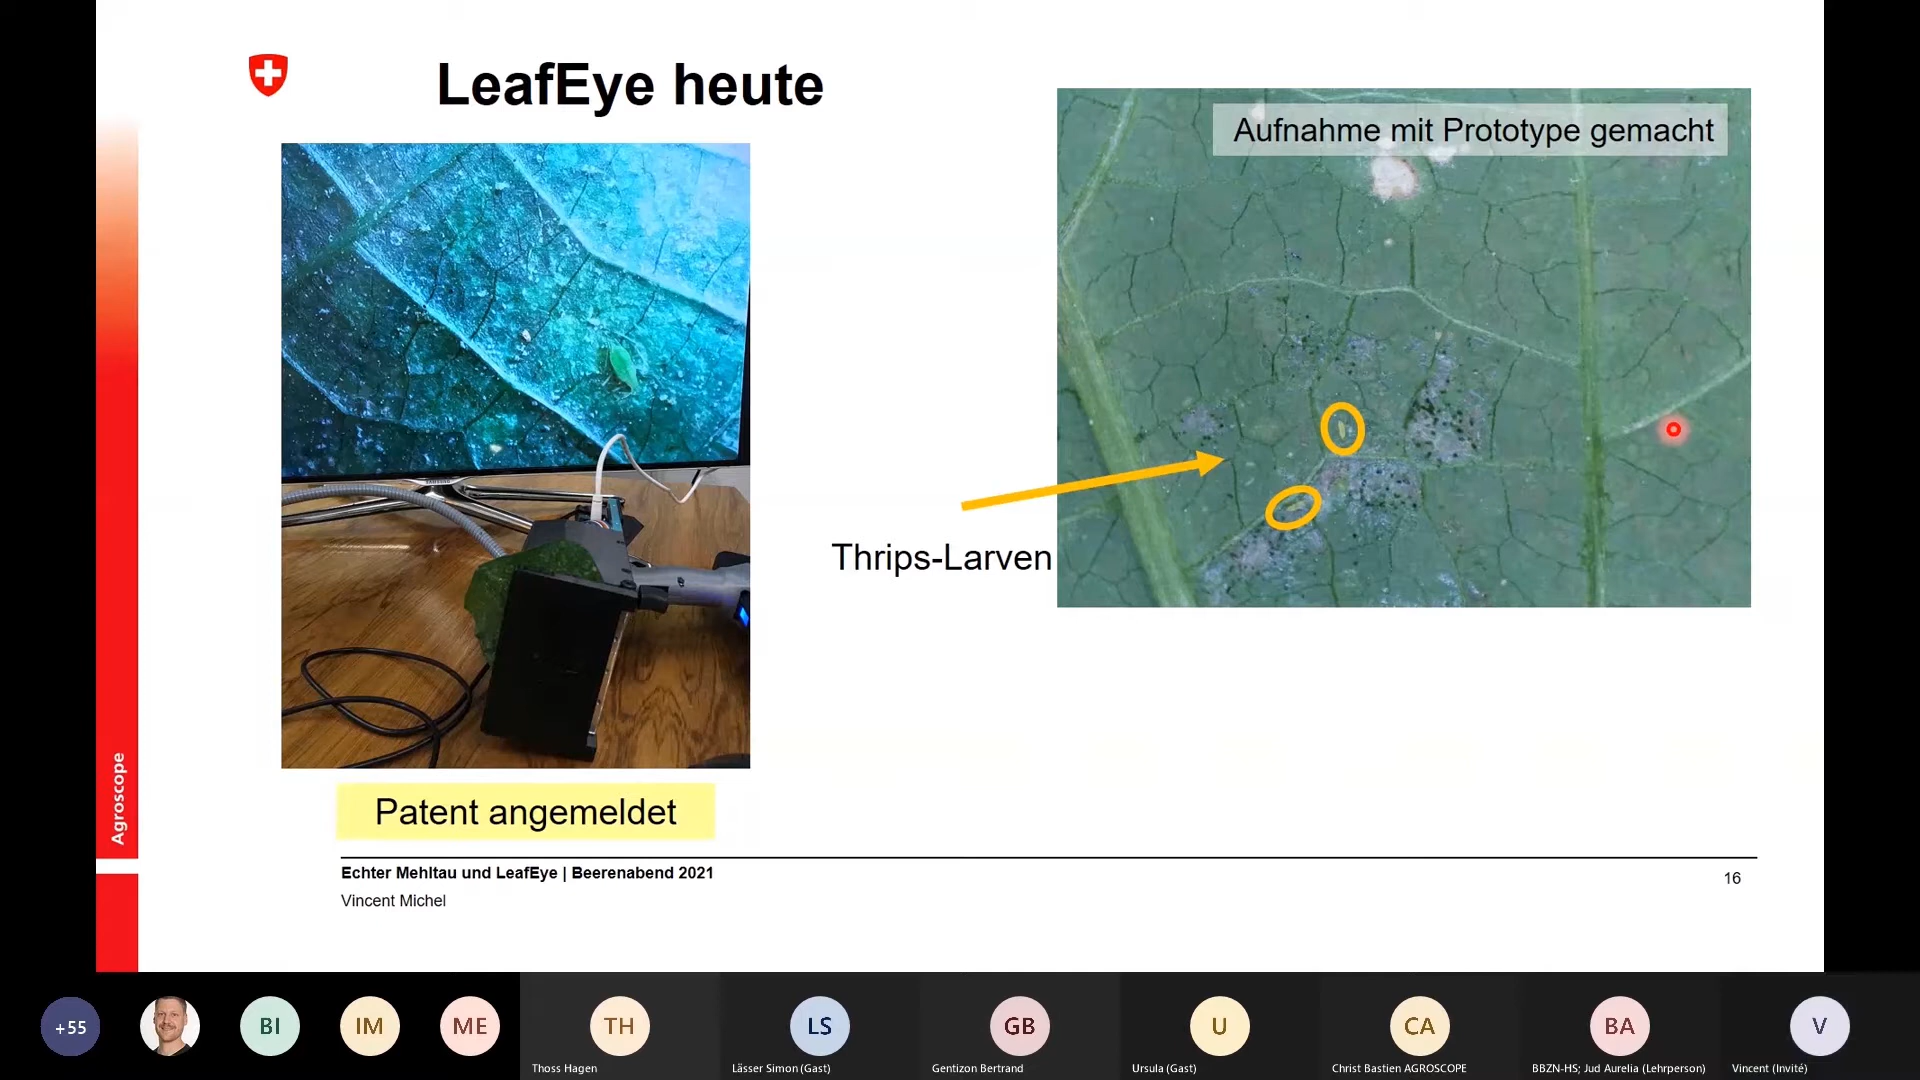 LeafEye heute
Aufnahme mit Prototype gemacht
Thrips-Larven
SAMSUNG
Patent angemeldet
Agroscope
Echter Mehltau und LeafEye | Beerenabend 2021
16
Vincent Michel
+55
BI
IM
ME
TH
LS
GB
U
CA
BA
V
Thoss Hagen
Lässer Simon (Gast)
Gentizon Bertrand
Ursula (Gast)
Christ Bastien AGROSCOPE
BBZN-HS; Jud Aurelia (Lehrperson)
Vincent (Invité)